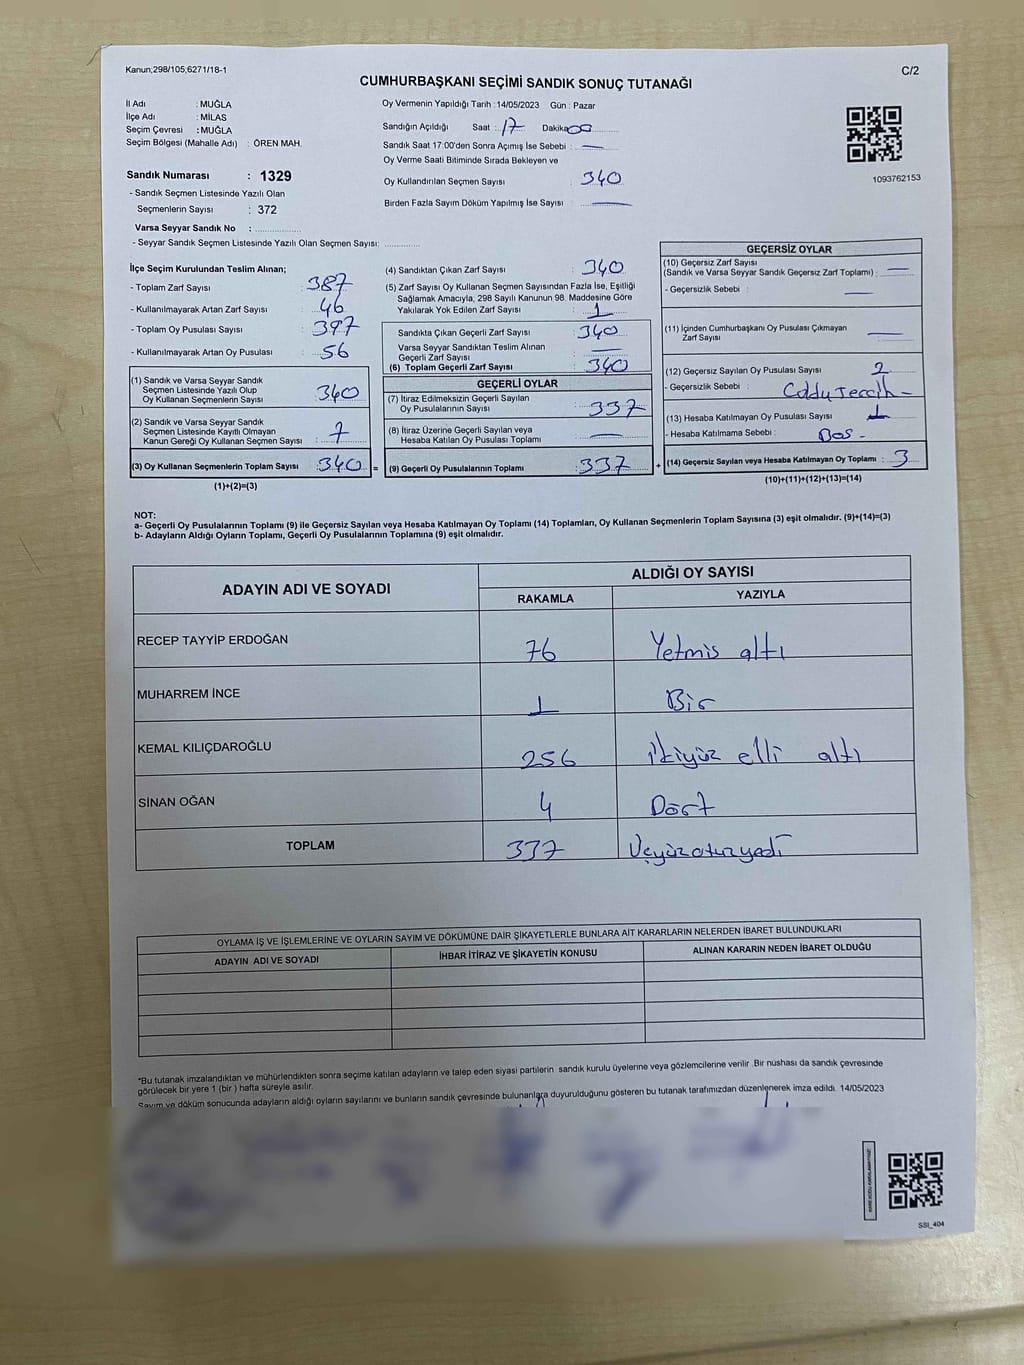 Kanun;298/105,6271/18-1
C/2
CUMHURBAŞKANI SEÇİMİ SANDIK SONUÇ TUTANAĞI
İl Adı : MUĞLA
İlçe Adı : MİLAS
Seçim Çevresi : MUĞLA
Seçim Bölgesi (Mahalle Adı) : ÖREN MAH.
Sandık Numarası : 1329
- Sandık Seçmen Listesinde Yazılı Olan
Seçmenlerin Sayısı : 372
Varsa Seyyar Sandık No :
- Seyyar Sandık Seçmen Listesinde Yazılı Olan Seçmen Sayısı:
Oy Vermenin Yapıldığı Tarih : 14/05/2023 Gün : Pazar
Sandığın Açıldığı Saat : 17 Dakika 00
Sandık Saat 17:00'den Sonra Açımış İse Sebebi : —
Oy Verme Saati Bitiminde Sırada Bekleyen ve
Oy Kullandırılan Seçmen Sayısı : 340
Birden Fazla Sayım Döküm Yapılmış İse Sayısı : —
1093762153
İlçe Seçim Kurulundan Teslim Alınan;
- Toplam Zarf Sayısı : 387
- Kullanılmayarak Artan Zarf Sayısı : 46
- Toplam Oy Pusulası Sayısı : 397
- Kullanılmayarak Artan Oy Pusulası : 56
(1) Sandık ve Varsa Seyyar Sandık
Seçmen Listesinde Yazılı Olup
Oy Kullanan Seçmenlerin Sayısı : 340
(2) Sandık ve Varsa Seyyar Sandık
Seçmen Listesinde Kayıtlı Olmayan
Kanun Gereği Oy Kullanan Seçmen Sayısı :
(3) Oy Kullanan Seçmenlerin Toplam Sayısı : 340 =
(1)+(2)=(3)
(4) Sandıktan Çıkan Zarf Sayısı : 340
(5) Zarf Sayısı Oy Kullanan Seçmen Sayısından Fazla İse, Eşitliği
Sağlamak Amacıyla, 298 Sayılı Kanunun 98. Maddesine Göre
Yakılarak Yok Edilen Zarf Sayısı : 1
Sandıkta Çıkan Geçerli Zarf Sayısı : 340
Varsa Seyyar Sandıktan Teslim Alınan
Geçerli Zarf Sayısı : —
(6) Toplam Geçerli Zarf Sayısı : 340
GEÇERLİ OYLAR
(7) İtiraz Edilmeksizin Geçerli Sayılan
Oy Pusulalarının Sayısı : 337
(8) İtiraz Üzerine Geçerli Sayılan veya
Hesaba Katılan Oy Pusulası Toplamı : —
(9) Geçerli Oy Pusulalarının Toplamı : 337 +
GEÇERSİZ OYLAR
(10) Geçersiz Zarf Sayısı
(Sandık ve Varsa Seyyar Sandık Geçersiz Zarf Toplamı) : —
- Geçersizlik Sebebi : —
(11) İçinden Cumhurbaşkanı Oy Pusulası Çıkmayan
Zarf Sayısı : —
(12) Geçersiz Sayılan Oy Pusulası Sayısı : 2
- Geçersizlik Sebebi :
(13) Hesaba Katılmayan Oy Pusulası Sayısı : 1
- Hesaba Katılmama Sebebi : Bos -
(14) Geçersiz Sayılan veya Hesaba Katılmayan Oy Toplamı : 3
(10)+(11)+(12)+(13)=(14)
NOT:
a- Geçerli Oy Pusulalarının Toplamı (9) ile Geçersiz Sayılan veya Hesaba Katılmayan Oy Toplamı (14) Toplamları, Oy Kullanan Seçmenlerin Toplam Sayısına (3) eşit olmalıdır. (9)+(14)=(3)
b- Adayların Aldığı Oyların Toplamı, Geçerli Oy Pusulalarının Toplamına (9) eşit olmalıdır.
ADAYIN ADI VE SOYADI
ALDIĞI OY SAYISI
RAKAMLA YAZIYLA
RECEP TAYYİP ERDOĞAN 76 Yetmis altı
MUHARREM İNCE 1 Bir
KEMAL KILIÇDAROĞLU 256 ikiyüz elli altı
SİNAN OĞAN 4 Dört
TOPLAM 337 Üçyüzotuzyedi
OYLAMA İŞ VE İŞLEMLERİNE VE OYLARIN SAYIM VE DÖKÜMÜNE DAİR ŞİKAYETLERLE BUNLARA AİT KARARLARIN NELERDEN İBARET BULUNDUKLARI
ADAYIN ADI VE SOYADI İHBAR İTİRAZ VE ŞİKAYETİN KONUSU ALINAN KARARIN NEDEN İBARET OLDUĞU
*Bu tutanak imzalandıktan ve mühürlendikten sonra seçime katılan adayların ve talep eden siyasi partilerin sandık kurulu üyelerine veya gözlemcilerine verilir .Bir nüshası da sandık çevresinde
görülecek bir yere 1 (bir ) hafta süreyle asılır.
Sayım ve döküm sonucunda adayların aldığı oyların sayılarını ve bunların sandık çevresinde bulunanlara duyurulduğunu gösteren bu tutanak tarafımızdan düzenlenerek imza edildi. 14/05/2023
SSI_404